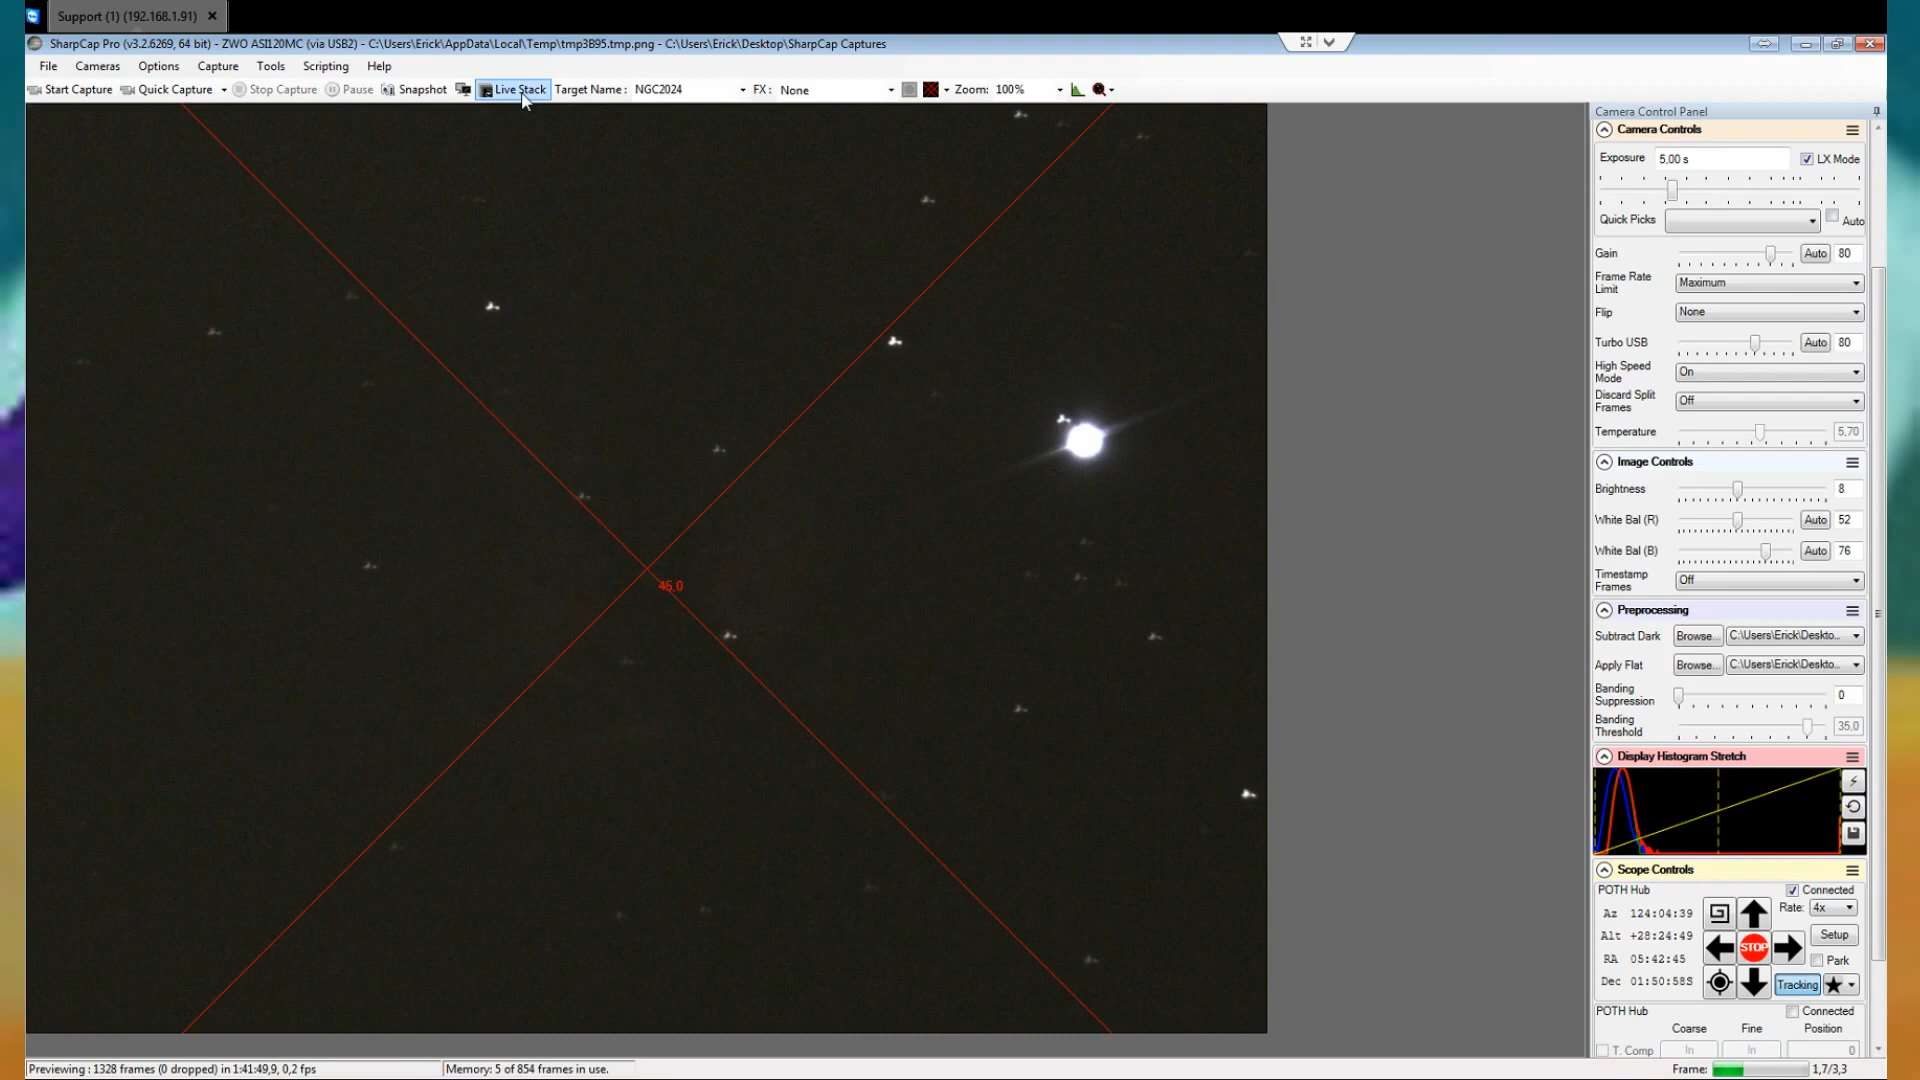 Support (1) (192.168.1.91) ×
SharpCap Pro (v3.2.6269, 64 bit) - ZWO ASI120MC (via USB2) - C:\Users\Erick\AppData\Local\Temp\tmp3B95.tmp.png - C:\Users\Erick\Desktop\SharpCap Captures
File Cameras Options Capture Tools Scripting Help
Start Capture Quick Capture Stop Capture Pause Snapshot Live Stack Target Name : NGC2024 FX : None Zoom: 100%
45,0
Camera Control Panel
Camera Controls
Exposure 5,00 s LX Mode
Quick Picks Auto
Gain Auto 80
Frame Rate Limit Maximum
Flip None
Turbo USB Auto 80
High Speed Mode On
Discard Split Frames Off
Temperature 5,70
Image Controls
Brightness 8
White Bal (R) Auto 52
White Bal (B) Auto 76
Timestamp Frames Off
Preprocessing
Subtract Dark Browse... C:\Users\Erick\Deskto...
Apply Flat Browse... C:\Users\Erick\Deskto...
Banding Suppression 0
Banding Threshold 35,0
Display Histogram Stretch
Scope Controls
POTH Hub Connected
Az 124:04:39 Rate: 4x
Alt +28:24:49 Setup
STOP
RA 05:42:45 Park
Dec 01:50:58S Tracking
POTH Hub Connected
Coarse Fine Position
T. Comp In In 0
Previewing : 1328 frames (0 dropped) in 1:41:49,9, 0,2 fps Memory: 5 of 854 frames in use. Frame: 1,7/3,3